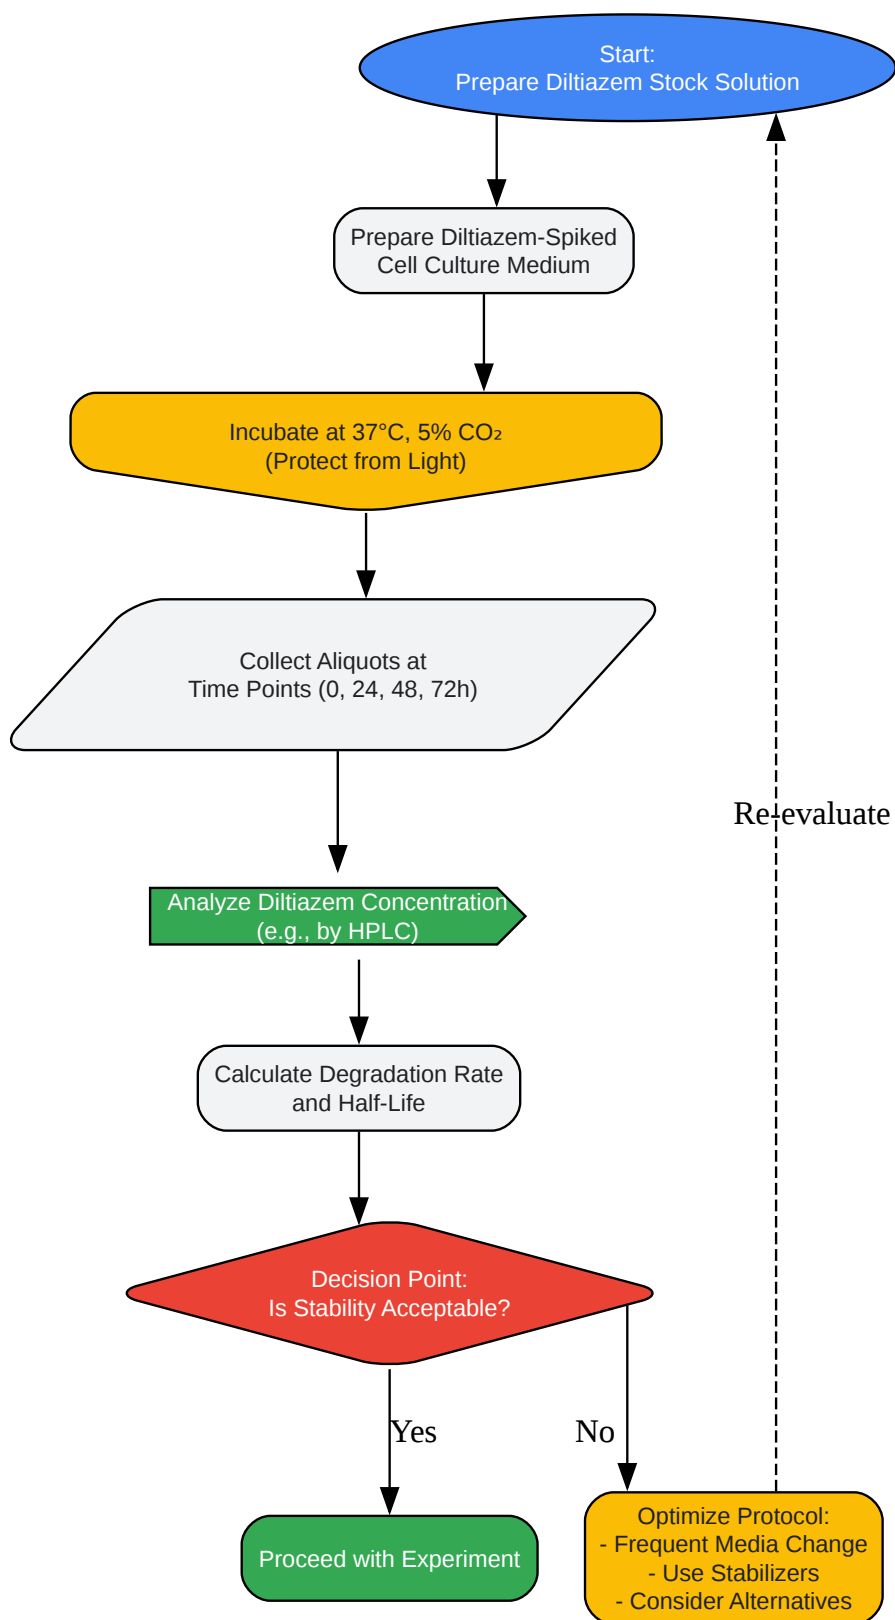 Start:
Prepare Diltiazem Stock Solution
Prepare Diltiazem-Spiked
Cell Culture Medium
Incubate at 37°C, 5% CO₂
(Protect from Light)
Collect Aliquots at
Time Points (0, 24, 48, 72h)
Re-evaluate
Analyze Diltiazem Concentration
(e.g., by HPLC)
Calculate Degradation Rate
and Half-Life
Decision Point:
Is Stability Acceptable?
Yes
No
Proceed with Experiment
Optimize Protocol:
- Frequent Media Change
- Use Stabilizers
- Consider Alternatives